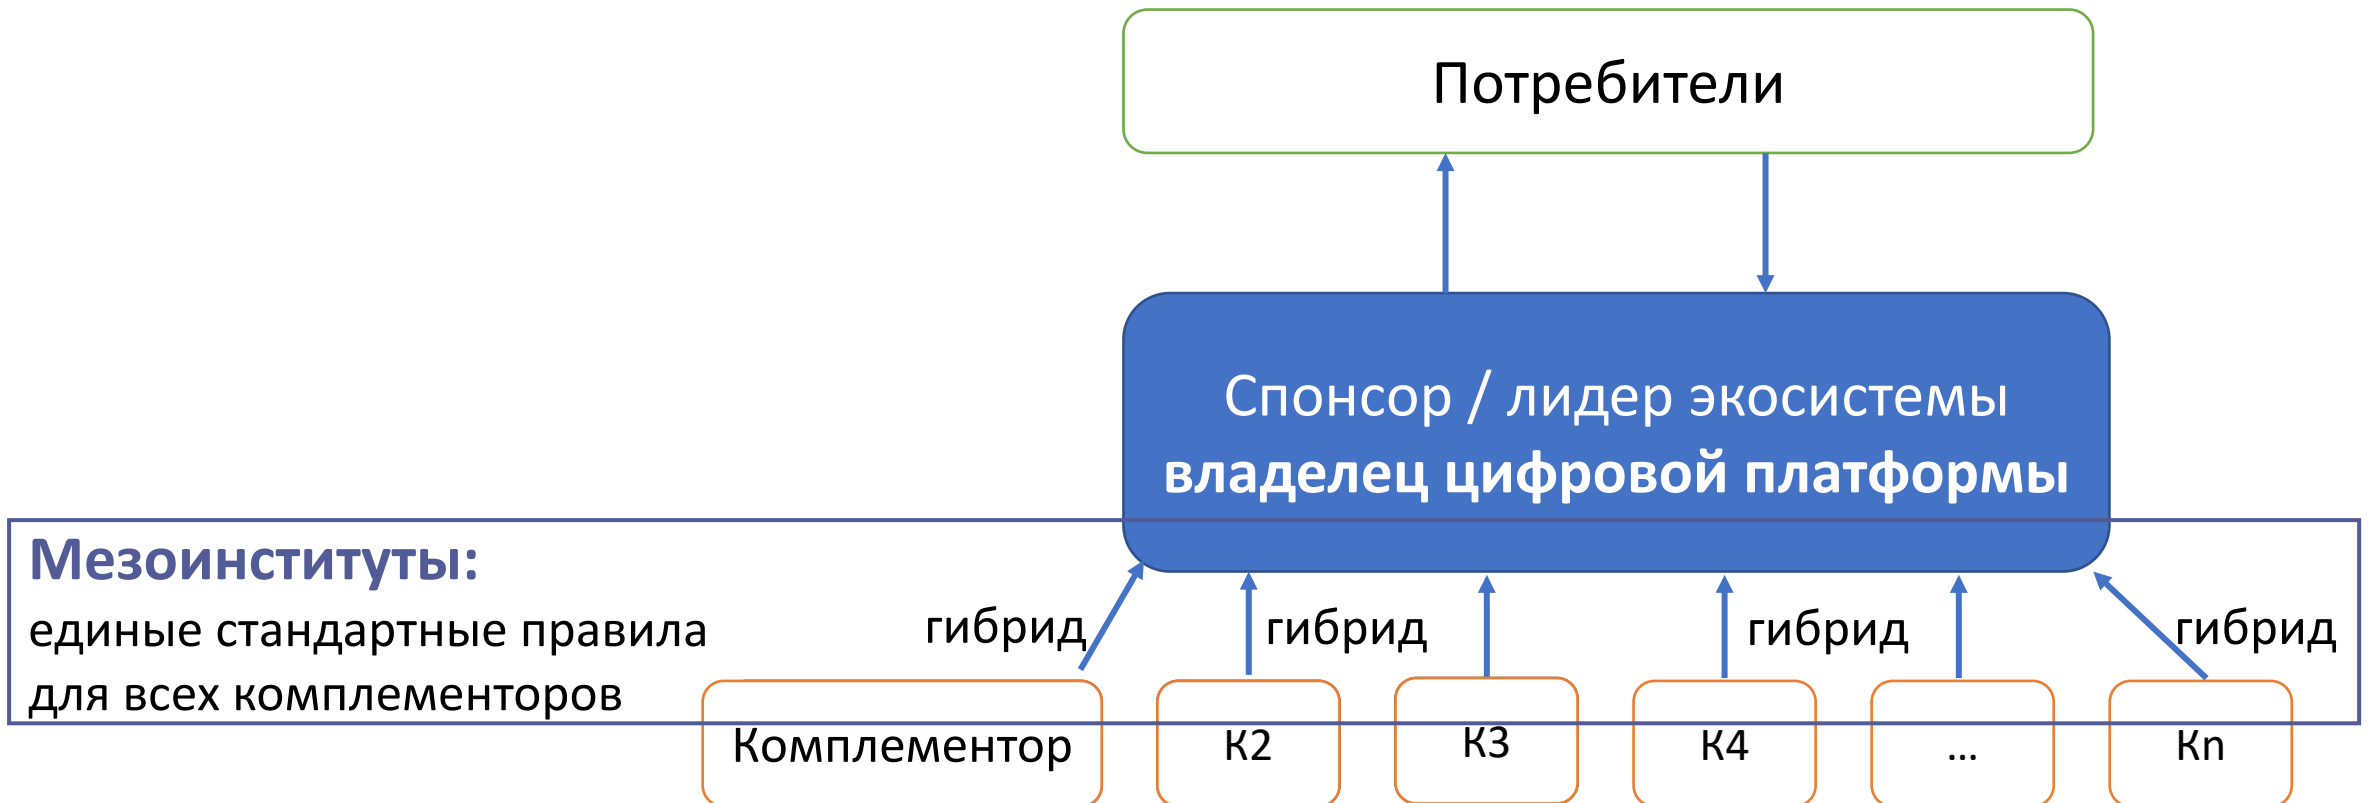 Потребители
Спонсор / лидер экосистемы
владелец цифровой платформы
Мезоинституты:
единые стандартные правила
для всех комплементоров
гибрид
гибрид
гибрид
гибрид
Комплементор
К2
К3
К4
...
Кn